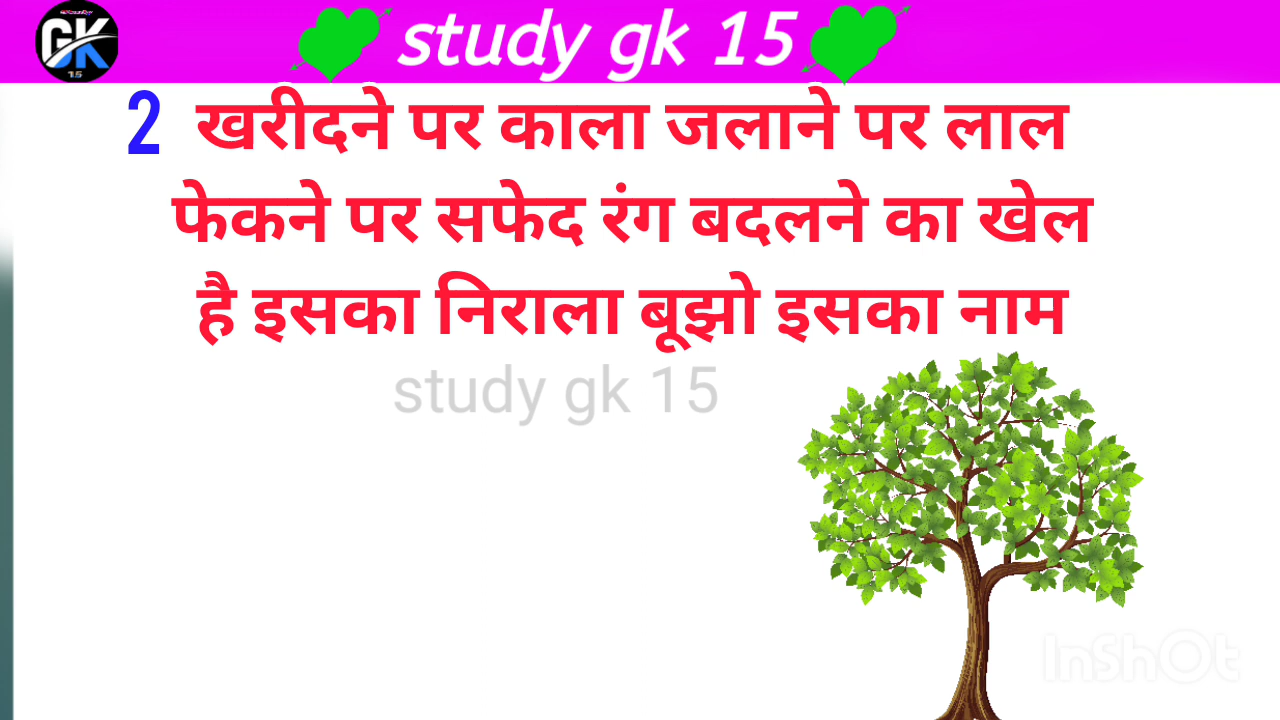 GK
15
study gk 15
2 खरीदने पर काला जलाने पर लाल
फेकने पर सफेद रंग बदलने का खेल
है इसका निराला बूझो इसका नाम
study gk 15
InShOt